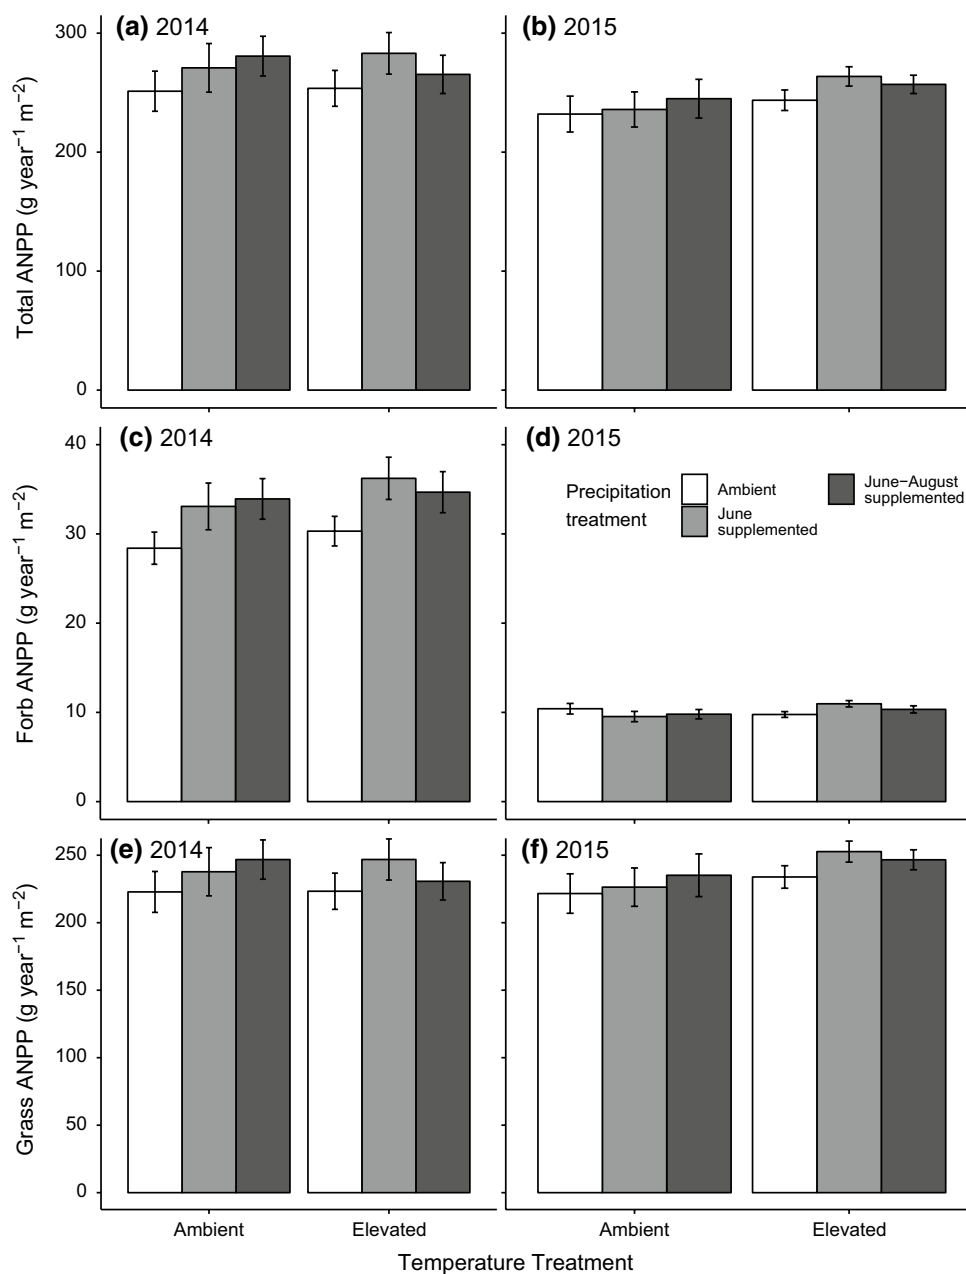 (a) 2014
(b) 2015
Total ANPP (g year−1 m−2)
300
200
100
0
(c) 2014
(d) 2015
Forb ANPP (g year−1 m−2)
40
30
20
10
0
Precipitation
treatment
Ambient
June
supplemented
June−August
supplemented
(e) 2014
(f) 2015
Grass ANPP (g year−1 m−2)
250
200
150
100
50
0
Ambient
Elevated
Ambient
Elevated
Temperature Treatment